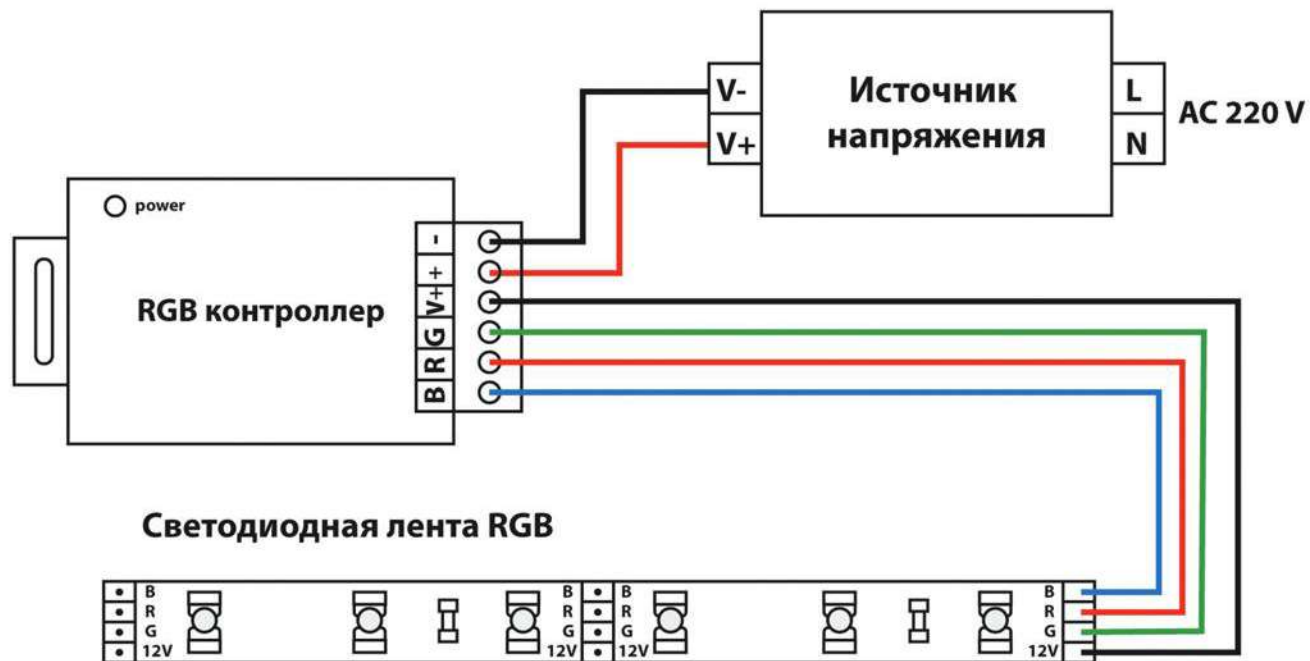 V-
V+
Источник
напряжения
L
N
AC 220 V
power
RGB контроллер
-
+
V+
G
R
B
Светодиодная лента RGB
B
R
G
12V
B
R
G
12V
B
R
G
12V
B
R
G
12V